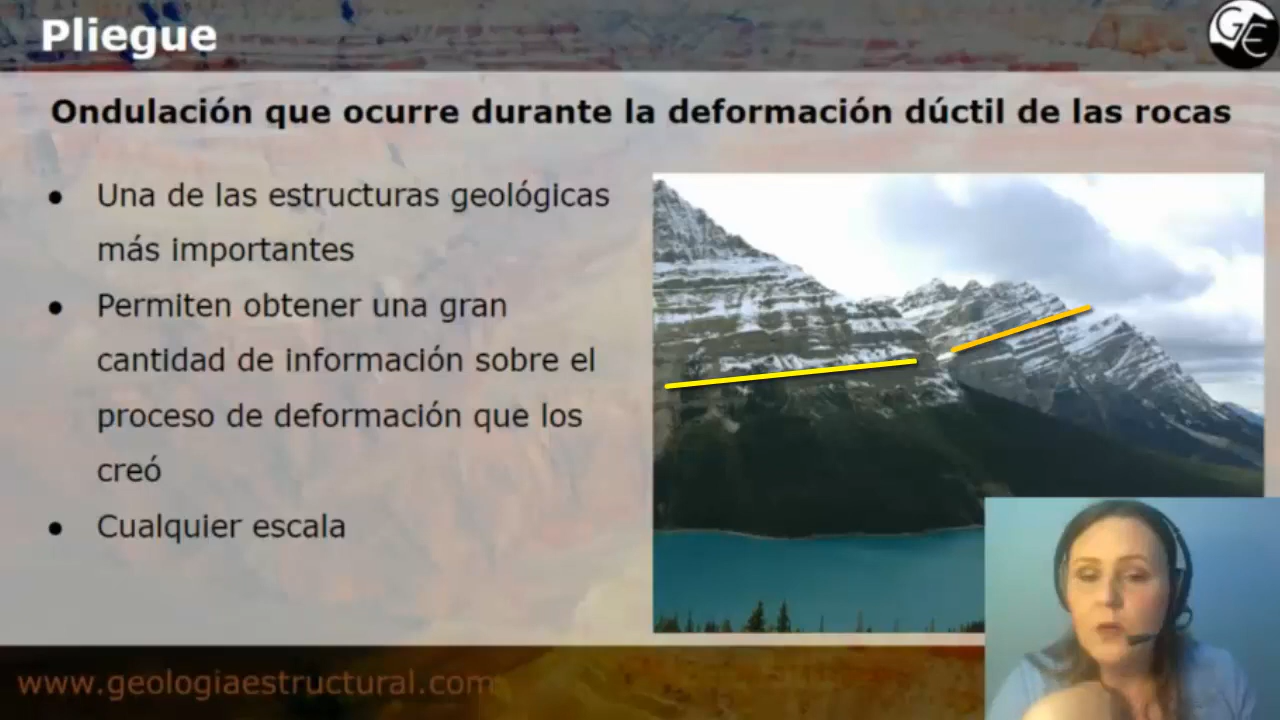 Pliegue
GE
Ondulación que ocurre durante la deformación dúctil de las rocas
● Una de las estructuras geológicas
más importantes
● Permiten obtener una gran
cantidad de información sobre el
proceso de deformación que los
creó
● Cualquier escala
www.geologiaestructural.com